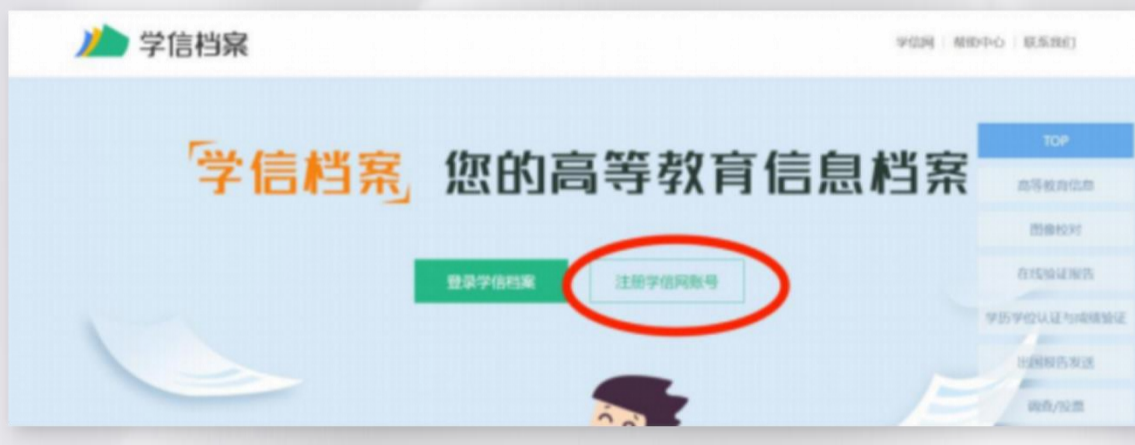 学信档案
学信网 | 帮助中心 | 联系我们
「学信档案」 您的高等教育信息档案
登录学信档案
注册学信网账号
TOP
高等教育信息
图像校对
在线验证报告
学历学位认证与成绩验证
出国报告发送
调查/投票